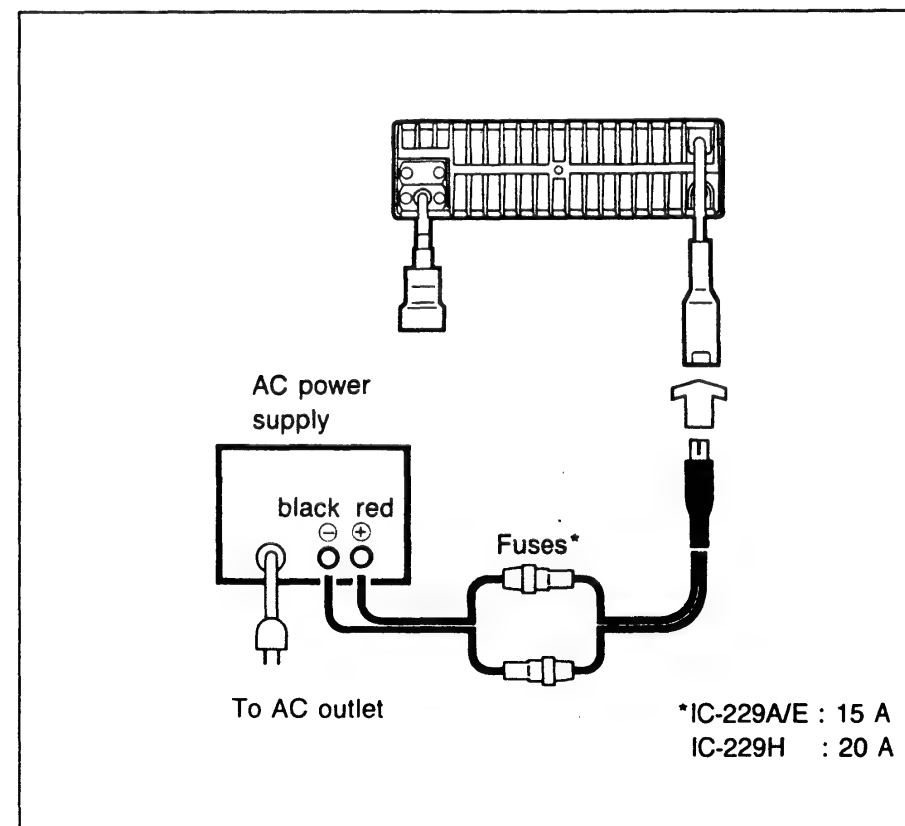 AC power
supply
black red
⊖ ⊕
Fuses*
To AC outlet
*IC-229A/E : 15 A
IC-229H : 20 A